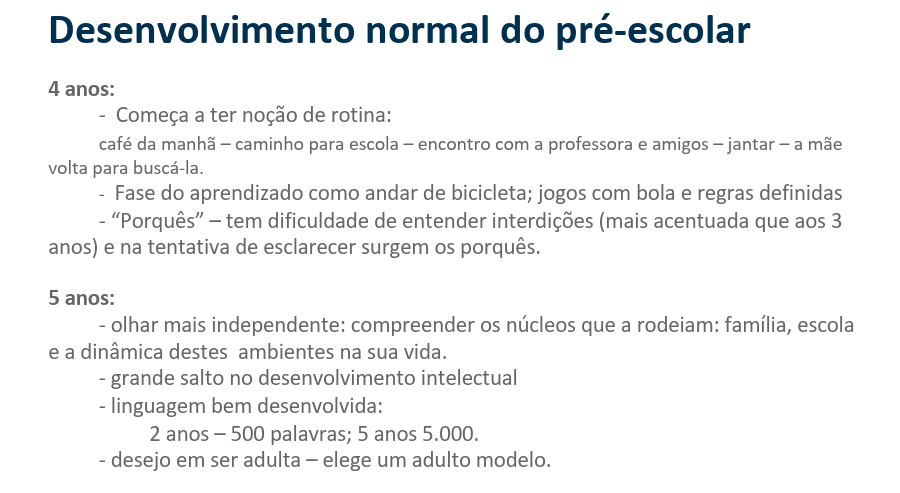 Desenvolvimento normal do pré-escolar
4 anos:
- Começa a ter noção de rotina:
café da manhã – caminho para escola – encontro com a professora e amigos – jantar – a mãe
volta para buscá-la.
- Fase do aprendizado como andar de bicicleta; jogos com bola e regras definidas
- “Porquês” – tem dificuldade de entender interdições (mais acentuada que aos 3
anos) e na tentativa de esclarecer surgem os porquês.
5 anos:
- olhar mais independente: compreender os núcleos que a rodeiam: família, escola
e a dinâmica destes ambientes na sua vida.
- grande salto no desenvolvimento intelectual
- linguagem bem desenvolvida:
2 anos – 500 palavras; 5 anos 5.000.
- desejo em ser adulta – elege um adulto modelo.